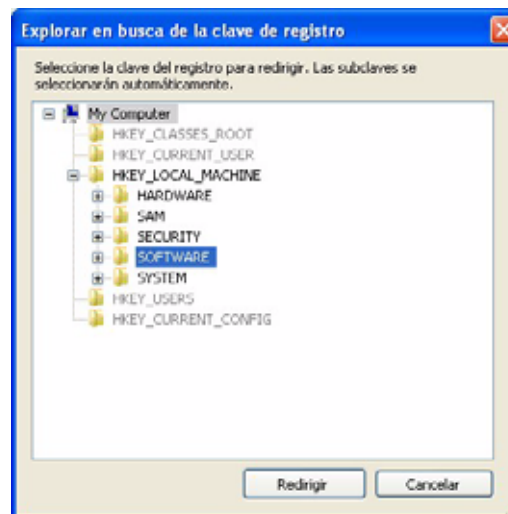 Explorar en busca de la clave de registro
Seleccione la clave del registro para redirigir. Las subclaves se
seleccionarán automáticamente.
My Computer
HKEY_CLASSES_ROOT
HKEY_CURRENT_USER
HKEY_LOCAL_MACHINE
HARDWARE
SAM
SECURITY
SOFTWARE
SYSTEM
HKEY_USERS
HKEY_CURRENT_CONFIG
Redirigir Cancelar